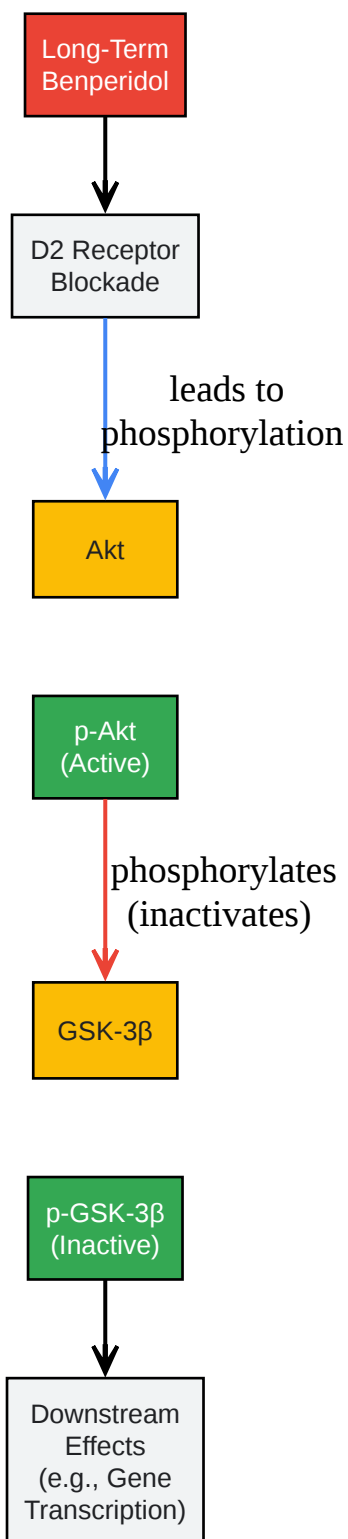 Long-Term
Benperidol
D2 Receptor
Blockade
leads to
phosphorylation
Akt
p-Akt
(Active)
phosphorylates
(inactivates)
GSK-3β
p-GSK-3β
(Inactive)
Downstream
Effects
(e.g., Gene
Transcription)